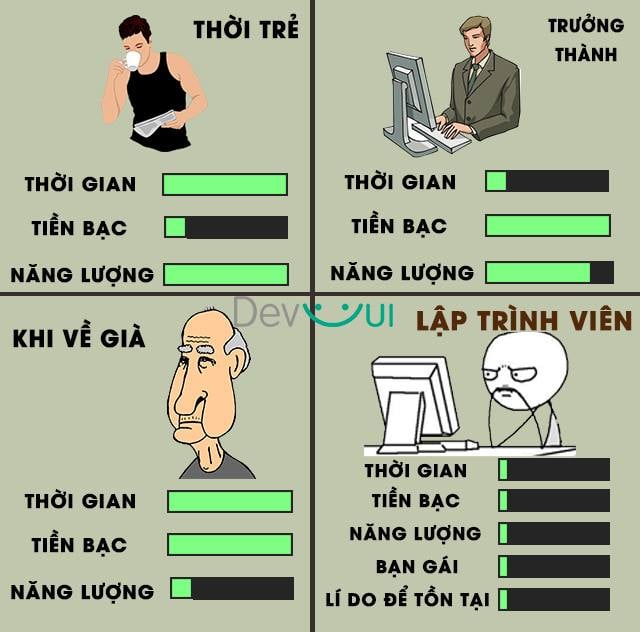 THỜI TRẺ
THỜI GIAN
TIỀN BẠC
NĂNG LƯỢNG
TRƯỞNG
THÀNH
THỜI GIAN
TIỀN BẠC
NĂNG LƯỢNG
Dev UI
KHI VỀ GIÀ
THỜI GIAN
TIỀN BẠC
NĂNG LƯỢNG
LẬP TRÌNH VIÊN
THỜI GIAN
TIỀN BẠC
NĂNG LƯỢNG
BẠN GÁI
LÍ DO ĐỂ TỒN TẠI